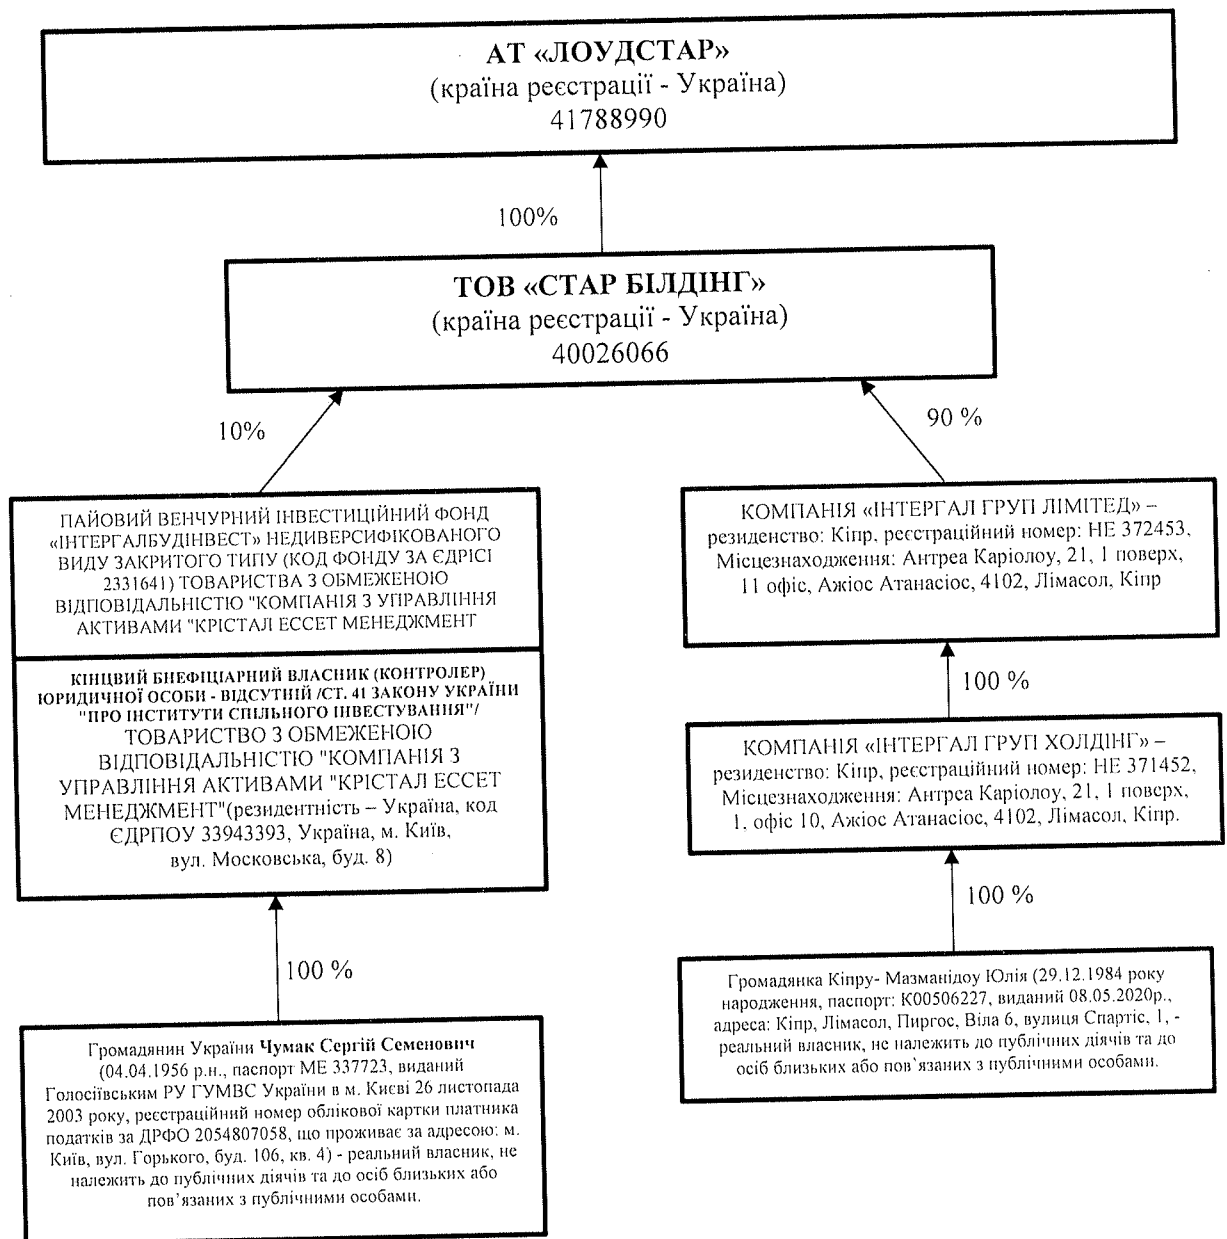 АТ «ЛОУДСТАР»
(країна реєстрації - Україна)
41788990
100%
ТОВ «СТАР БІЛДІНГ»
(країна реєстрації - Україна)
40026066
10%
90 %
ПАЙОВИЙ ВЕНЧУРНИЙ ІНВЕСТИЦІЙНИЙ ФОНД
«ІНТЕРГАЛБУДІНВЕСТ» НЕДИВЕРСИФІКОВАНОГО
ВИДУ ЗАКРИТОГО ТИПУ (КОД ФОНДУ ЗА ЄДРІСІ
2331641) ТОВАРИСТВА З ОБМЕЖЕНОЮ
ВІДПОВІДАЛЬНІСТЮ "КОМПАНІЯ З УПРАВЛІННЯ
АКТИВАМИ "КРІСТАЛ ЕССЕТ МЕНЕДЖМЕНТ
КІНЦВИЙ БНЕФІЦІАРНИЙ ВЛАСНИК (КОНТРОЛЕР)
ЮРИДИЧНОЇ ОСОБИ - ВІДСУТНІЙ /СТ. 41 ЗАКОНУ УКРАЇНИ
"ПРО ІНСТИТУТИ СПІЛЬНОГО ІНВЕСТУВАННЯ"/
ТОВАРИСТВО З ОБМЕЖЕНОЮ
ВІДПОВІДАЛЬНІСТЮ "КОМПАНІЯ З
УПРАВЛІННЯ АКТИВАМИ "КРІСТАЛ ЕССЕТ
МЕНЕДЖМЕНТ"(резидентність – Україна, код
ЄДРПОУ 33943393, Україна, м. Київ,
вул. Московська, буд. 8)
100 %
Громадянин України Чумак Сергій Семенович
(04.04.1956 р.н., паспорт МЕ 337723, виданий
Голосіївським РУ ГУМВС України в м. Києві 26 листопада
2003 року, реєстраційний номер облікової картки платника
податків за ДРФО 2054807058, що проживає за адресою: м.
Київ, вул. Горького, буд. 106, кв. 4) - реальний власник, не
належить до публічних діячів та до осіб близьких або
пов’язаних з публічними особами.
КОМПАНІЯ «ІНТЕРГАЛ ГРУП ЛІМІТЕД» –
резиденство: Кіпр, реєстраційний номер: НЕ 372453,
Місцезнаходження: Антреа Каріолоу, 21, 1 поверх,
11 офіс, Ажіос Атанасіос, 4102, Лімасол, Кіпр
100 %
КОМПАНІЯ «ІНТЕРГАЛ ГРУП ХОЛДІНГ» –
резиденство: Кіпр, реєстраційний номер: НЕ 371452,
Місцезнаходження: Антреа Каріолоу, 21, 1 поверх,
1, офіс 10, Ажіос Атанасіос, 4102, Лімасол, Кіпр.
100 %
Громадянка Кіпру- Мазманідоу Юлія (29.12.1984 року
народження, паспорт: К00506227, виданий 08.05.2020р.,
адреса: Кіпр, Лімасол, Пиргос, Віла 6, вулиця Спартіс, 1, -
реальний власник, не належить до публічних діячів та до
осіб близьких або пов’язаних з публічними особами.